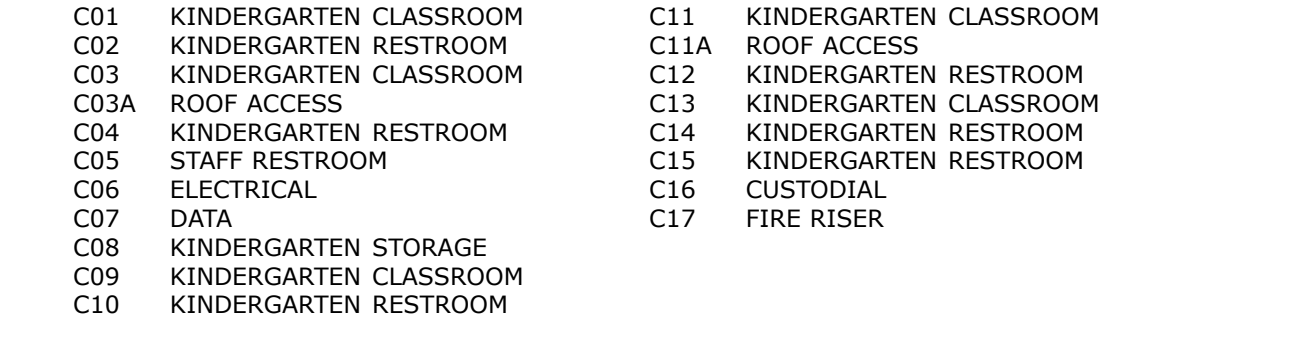 C01 KINDERGARTEN CLASSROOM
C02 KINDERGARTEN RESTROOM
C03 KINDERGARTEN CLASSROOM
C03A ROOF ACCESS
C04 KINDERGARTEN RESTROOM
C05 STAFF RESTROOM
C06 ELECTRICAL
C07 DATA
C08 KINDERGARTEN STORAGE
C09 KINDERGARTEN CLASSROOM
C10 KINDERGARTEN RESTROOM
C11 KINDERGARTEN CLASSROOM
C11A ROOF ACCESS
C12 KINDERGARTEN RESTROOM
C13 KINDERGARTEN CLASSROOM
C14 KINDERGARTEN RESTROOM
C15 KINDERGARTEN RESTROOM
C16 CUSTODIAL
C17 FIRE RISER